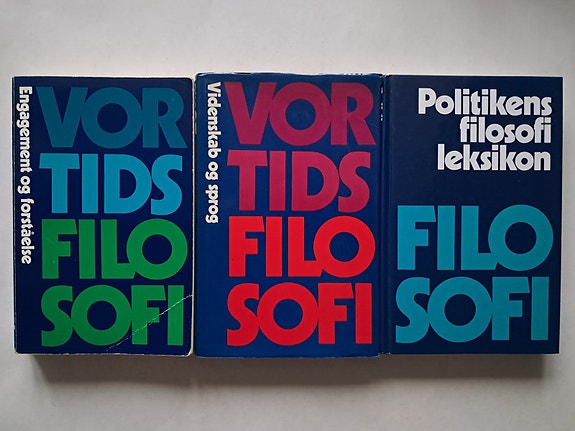 Engagement og forståelse
VOR
TIDS
FILO
SOFI
Videnskab og sprog
VOR
TIDS
FILO
SOFI
Politikens
filosofi
leksikon
FILO
SOFI